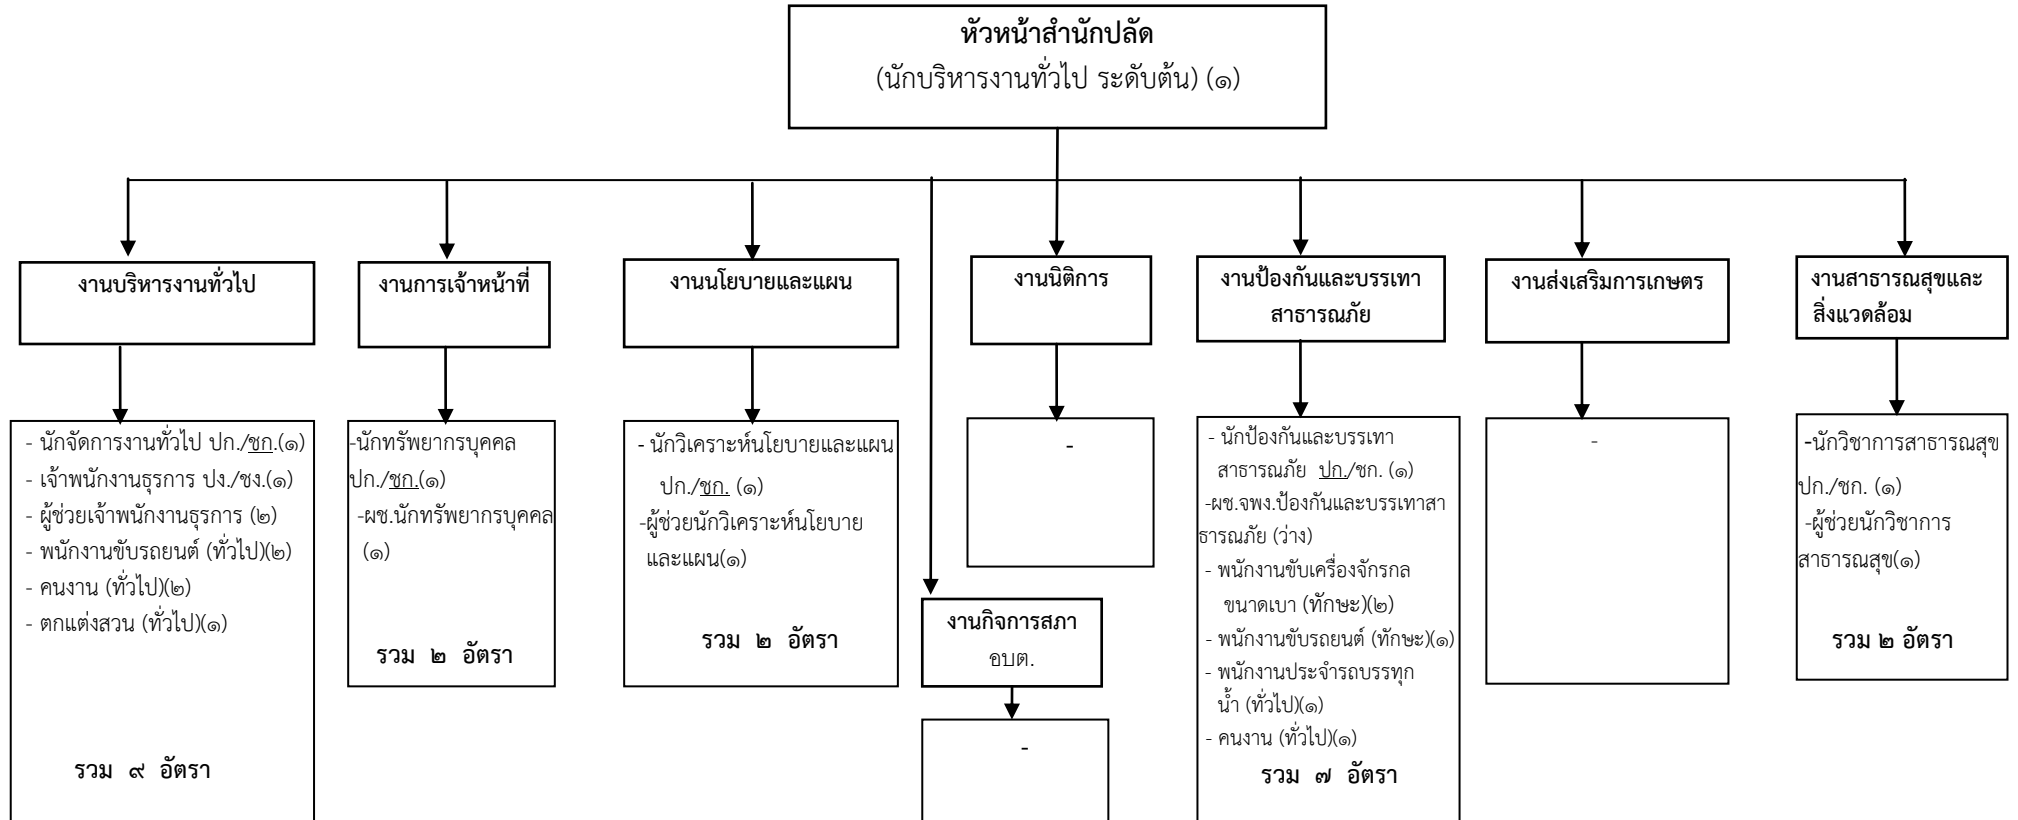 หัวหน้าสำนักปลัด
(นักบริหารงานทั่วไป ระดับต้น) (๑)
งานบริหารงานทั่วไป
- นักจัดการงานทั่วไป ปก./ชก.(๑)
- เจ้าพนักงานธุรการ ปง./ชง.(๑)
- ผู้ช่วยเจ้าพนักงานธุรการ (๒)
- พนักงานขับรถยนต์ (ทั่วไป)(๒)
- คนงาน (ทั่วไป)(๒)
- ตกแต่งสวน (ทั่วไป)(๑)
รวม ๙ อัตรา
งานการเจ้าหน้าที่
-นักทรัพยากรบุคคล
ปก./ชก.(๑)
-ผช.นักทรัพยากรบุคคล
(๑)
รวม ๒ อัตรา
งานนโยบายและแผน
- นักวิเคราะห์นโยบายและแผน
ปก./ชก. (๑)
-ผู้ช่วยนักวิเคราะห์นโยบาย
และแผน(๑)
รวม ๒ อัตรา
งานกิจการสภา
อบต.
-
งานนิติการ
-
งานป้องกันและบรรเทา
สาธารณภัย
- นักป้องกันและบรรเทา
สาธารณภัย ปก./ชก. (๑)
-ผช.จพง.ป้องกันและบรรเทาสา
ธารณภัย (ว่าง)
- พนักงานขับเครื่องจักรกล
ขนาดเบา (ทักษะ)(๒)
- พนักงานขับรถยนต์ (ทักษะ)(๑)
- พนักงานประจำรถบรรทุก
น้ำ (ทั่วไป)(๑)
- คนงาน (ทั่วไป)(๑)
รวม ๗ อัตรา
งานส่งเสริมการเกษตร
-
งานสาธารณสุขและ
สิ่งแวดล้อม
-นักวิชาการสาธารณสุข
ปก./ชก. (๑)
-ผู้ช่วยนักวิชาการ
สาธารณสุข(๑)
รวม ๒ อัตรา